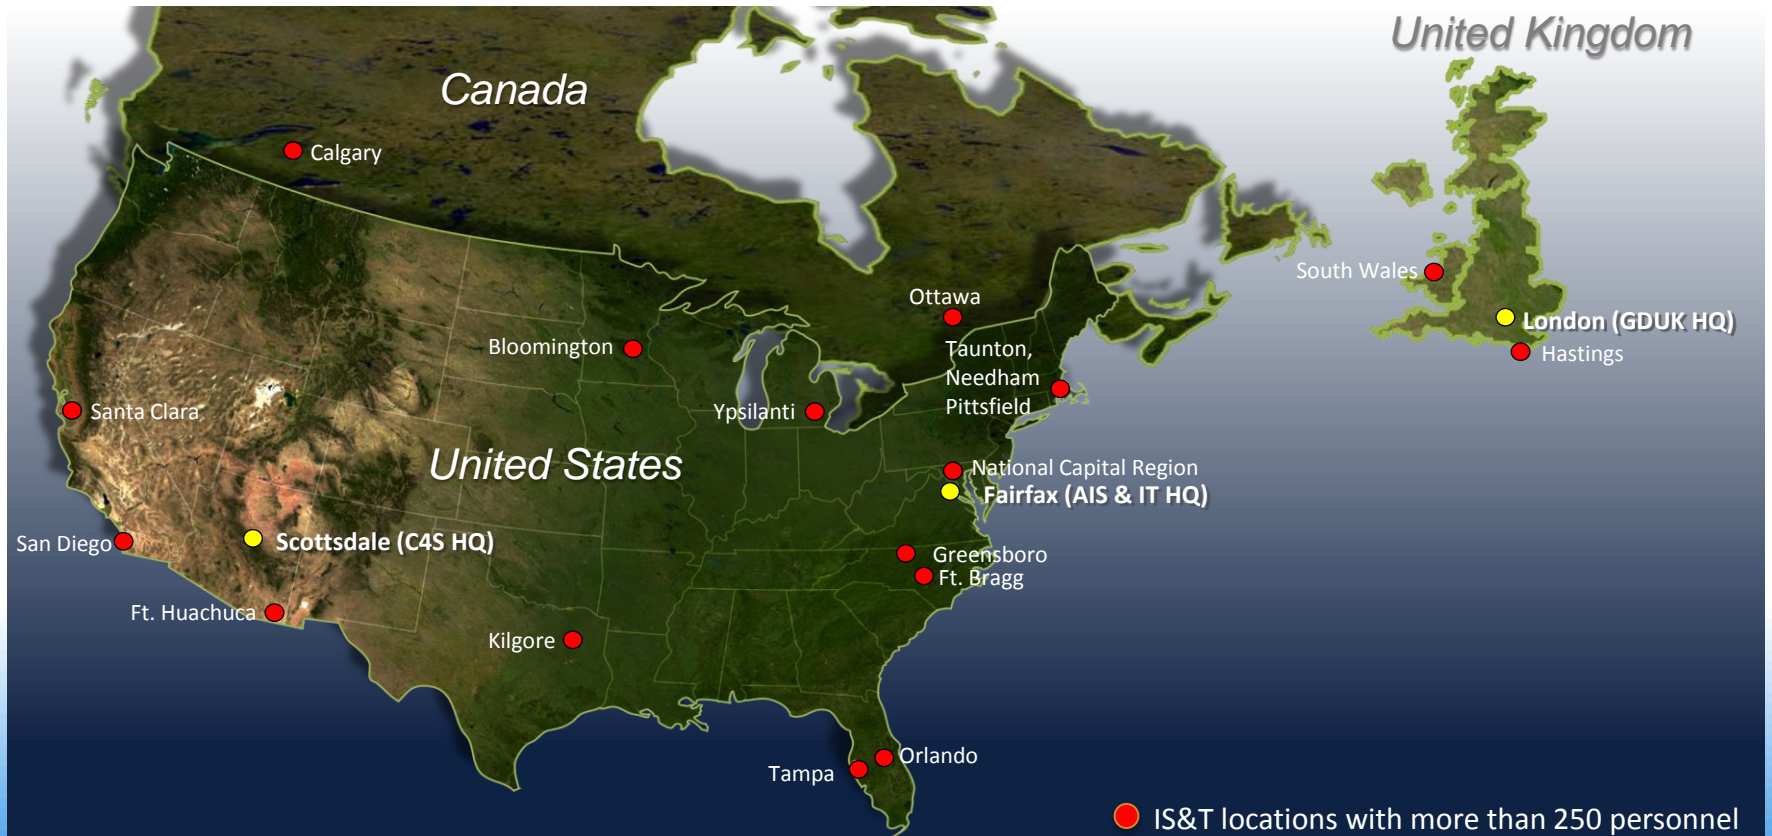 United Kingdom
Canada
Calgary
South Wales
Ottawa
London (GDUK HQ)
Bloomington
Taunton,
Needham
Pittsfield
Hastings
Santa Clara
Ypsilanti
United States
National Capital Region
Fairfax (AIS & IT HQ)
San Diego
Scottsdale (C4S HQ)
Greensboro
Ft. Bragg
Ft. Huachuca
Kilgore
Orlando
Tampa
IS&T locations with more than 250 personnel